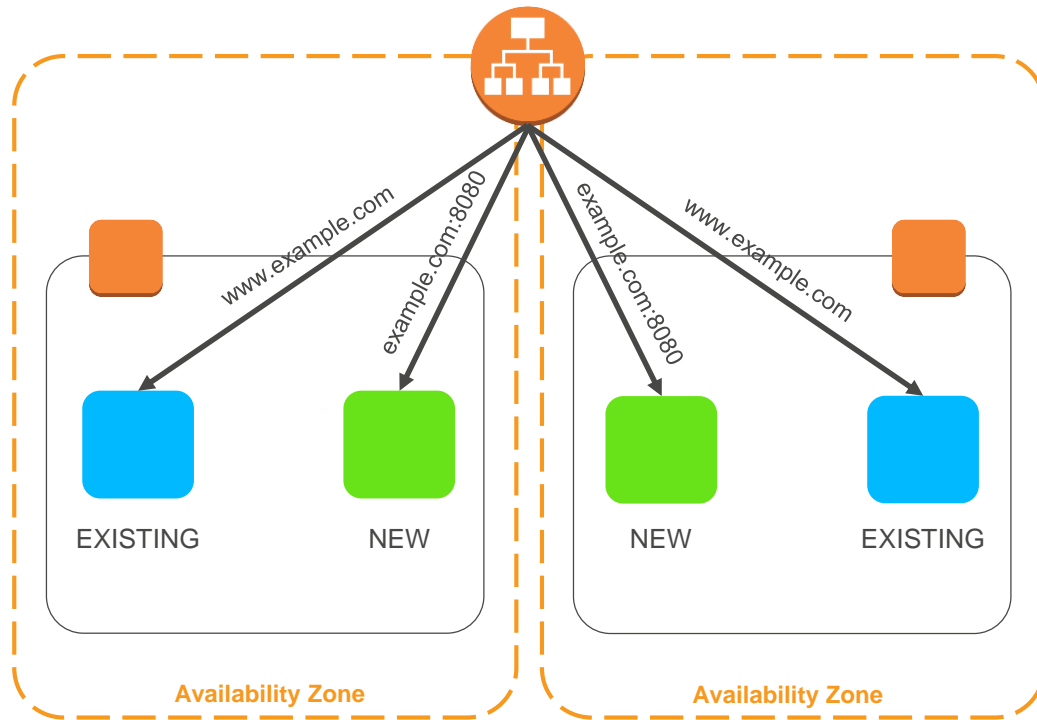 www.example.com
example.com:8080
example.com:8080
www.example.com
EXISTING
NEW
NEW
EXISTING
Availability Zone
Availability Zone